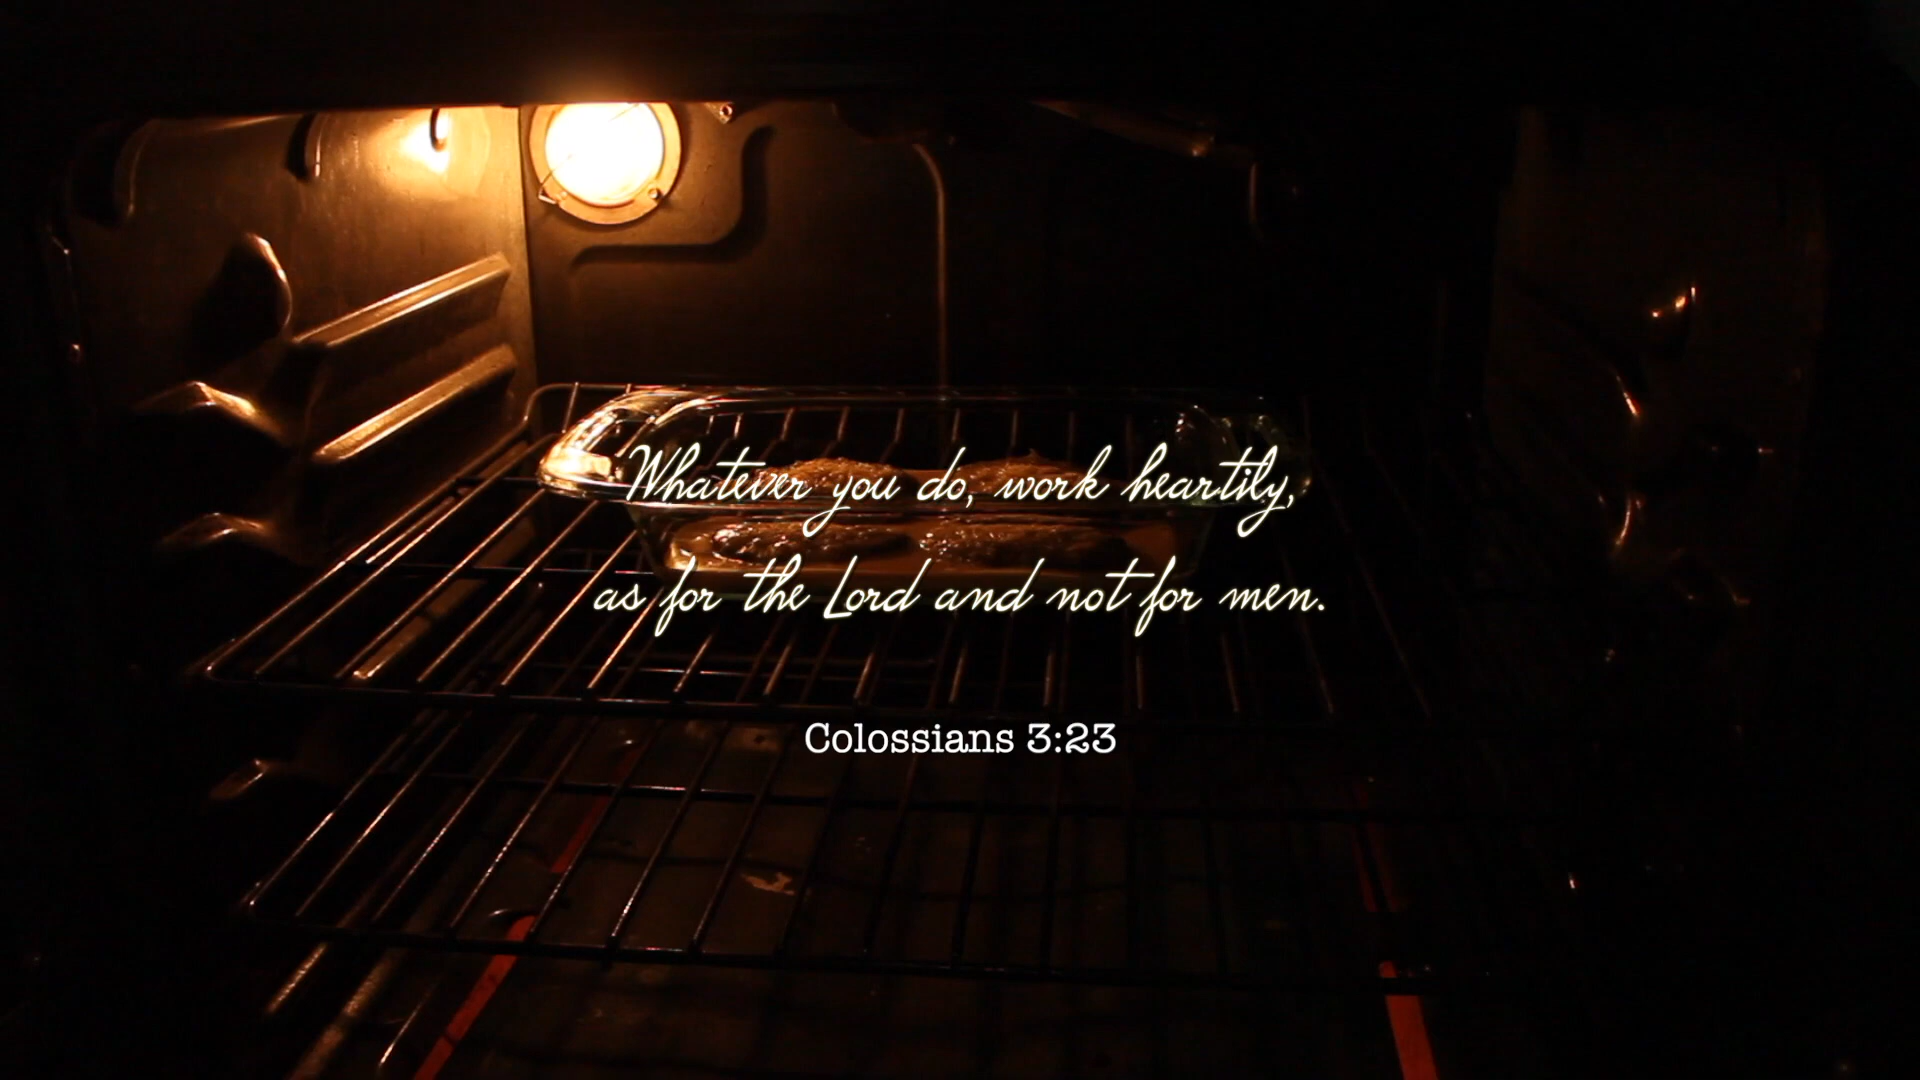 Whatever you do, work heartily,
as for the Lord and not for men.
Colossians 3:23